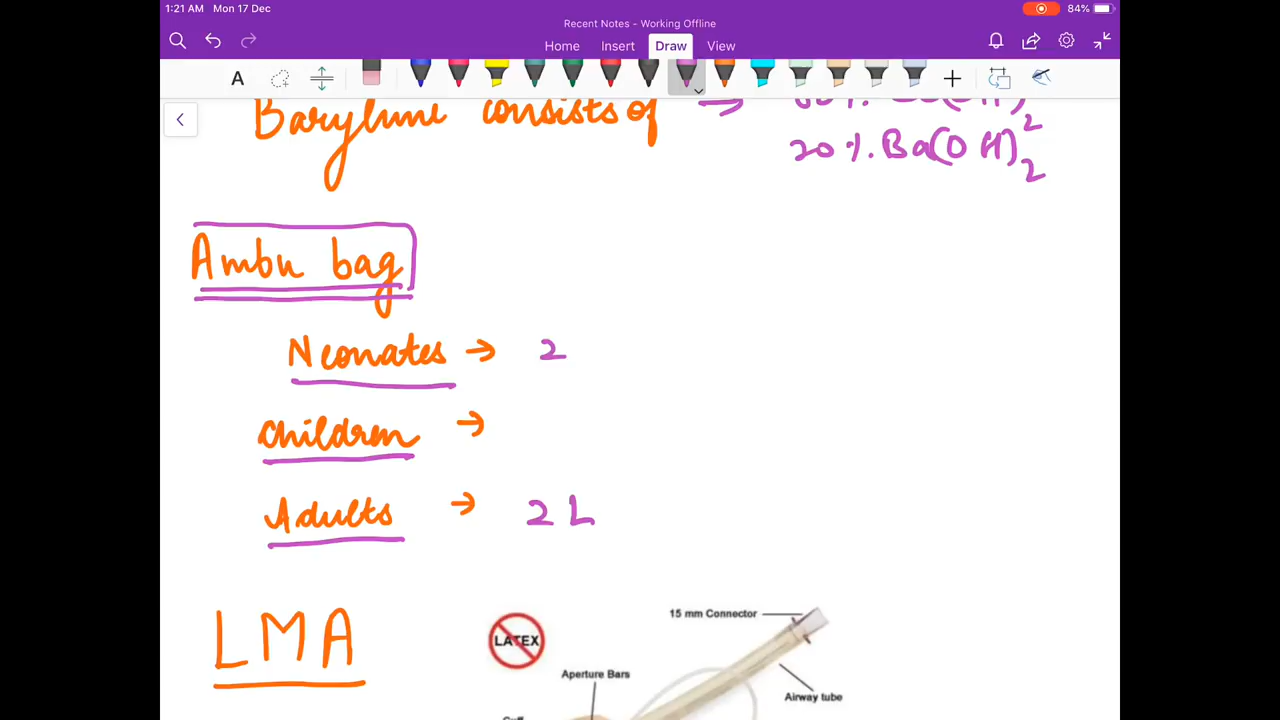 1:21 AM Mon 17 Dec
84%
Recent Notes - Working Offline
Home Insert Draw View
A
Barylime consists of →
20 %. Ba(OH)2
Ambu bag
Neonates → 2
Children →
Adults → 2 L
LMA
LATEX
15 mm Connector
Aperture Bars
Airway tube